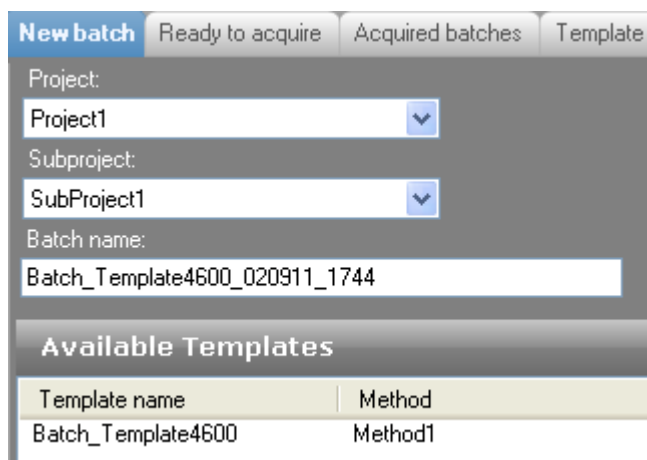 New batch Ready to acquire Acquired batches Template
Project:
Project1
Subproject:
SubProject1
Batch name:
Batch_Template4600_020911_1744
Available Templates
Template name Method
Batch_Template4600 Method1